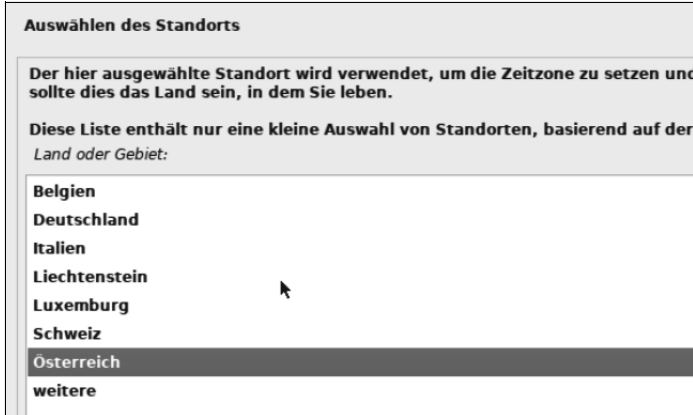 Auswählen des Standorts
Der hier ausgewählte Standort wird verwendet, um die Zeitzone zu setzen und
sollte dies das Land sein, in dem Sie leben.
Diese Liste enthält nur eine kleine Auswahl von Standorten, basierend auf der
Land oder Gebiet:
Belgien
Deutschland
Italien
Liechtenstein
Luxemburg
Schweiz
Österreich
weitere